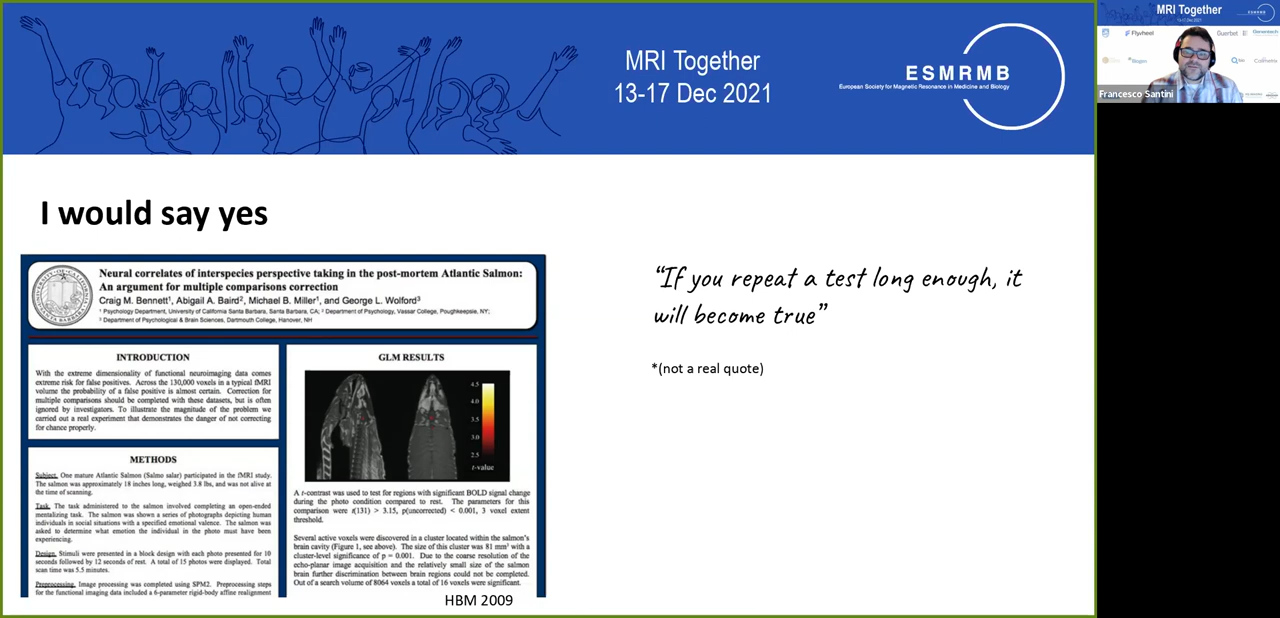 MRI Together
13-17 Dec 2021
ESMRMB
European Society for Magnetic Resonance in Medicine and Biology
I would say yes
Neural correlates of interspecies perspective taking in the post-mortem Atlantic Salmon:
An argument for multiple comparisons correction
Craig M. Bennett¹, Abigail A. Baird², Michael B. Miller¹, and George L. Wolford³
¹ Psychology Department, University of California Santa Barbara, Santa Barbara, CA; ² Department of Psychology, Vassar College, Poughkeepsie, NY;
³ Department of Psychological & Brain Sciences, Dartmouth College, Hanover, NH
INTRODUCTION
With the extreme dimensionality of functional neuroimaging data comes
extreme risk for false positives. Across the 130,000 voxels in a typical fMRI
volume the probability of a false positive is almost certain. Correction for
multiple comparisons should be completed with these datasets, but is often
ignored by investigators. To illustrate the magnitude of the problem we
carried out a real experiment that demonstrates the danger of not correcting
for chance properly.
METHODS
Subject. One mature Atlantic Salmon (Salmo salar) participated in the fMRI study.
The salmon was approximately 18 inches long, weighed 3.8 lbs, and was not alive at
the time of scanning.
Task. The task administered to the salmon involved completing an open-ended
mentalizing task. The salmon was shown a series of photographs depicting human
individuals in social situations with a specified emotional valence. The salmon was
asked to determine what emotion the individual in the photo must have been
experiencing.
Design. Stimuli were presented in a block design with each photo presented for 10
seconds followed by 12 seconds of rest. A total of 15 photos were displayed. Total
scan time was 5.5 minutes.
Preprocessing. Image processing was completed using SPM2. Preprocessing steps
for the functional imaging data included a 6-parameter rigid-body affine realignment
GLM RESULTS
4.5
4.0
3.5
3.0
2.5
t-value
A t-contrast was used to test for regions with significant BOLD signal change
during the photo condition compared to rest. The parameters for this
comparison were t(131) > 3.15, p(uncorrected) < 0.001, 3 voxel extent
threshold.
Several active voxels were discovered in a cluster located within the salmon's
brain cavity (Figure 1, see above). The size of this cluster was 81 mm³ with a
cluster-level significance of p = 0.001. Due to the coarse resolution of the
echo-planar image acquisition and the relatively small size of the salmon
brain further discrimination between brain regions could not be completed.
Out of a search volume of 8064 voxels a total of 16 voxels were significant.
HBM 2009
“If you repeat a test long enough, it
will become true”
*(not a real quote)
MRI Together
ESMRMB
Flywheel
Guerbet
Francesco Santini